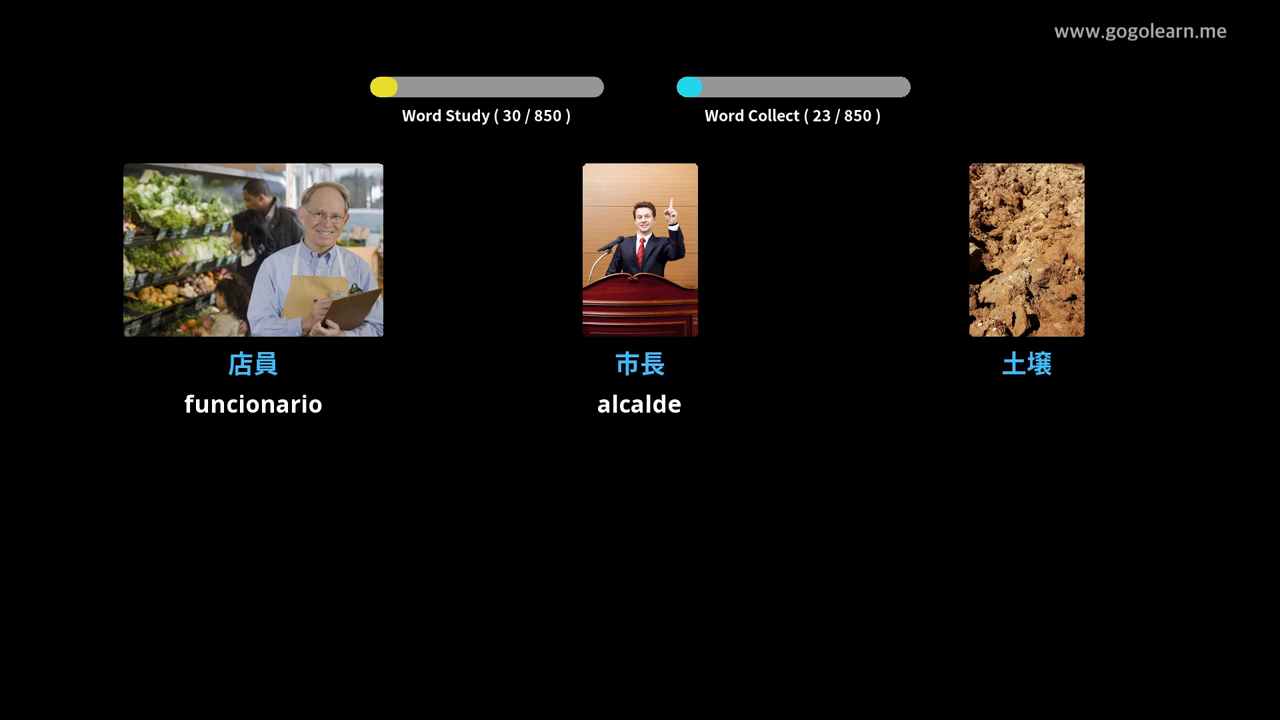 www.gogolearn.me
Word Study ( 30 / 850 )
Word Collect ( 23 / 850 )
店員
市長
土壌
funcionario
alcalde